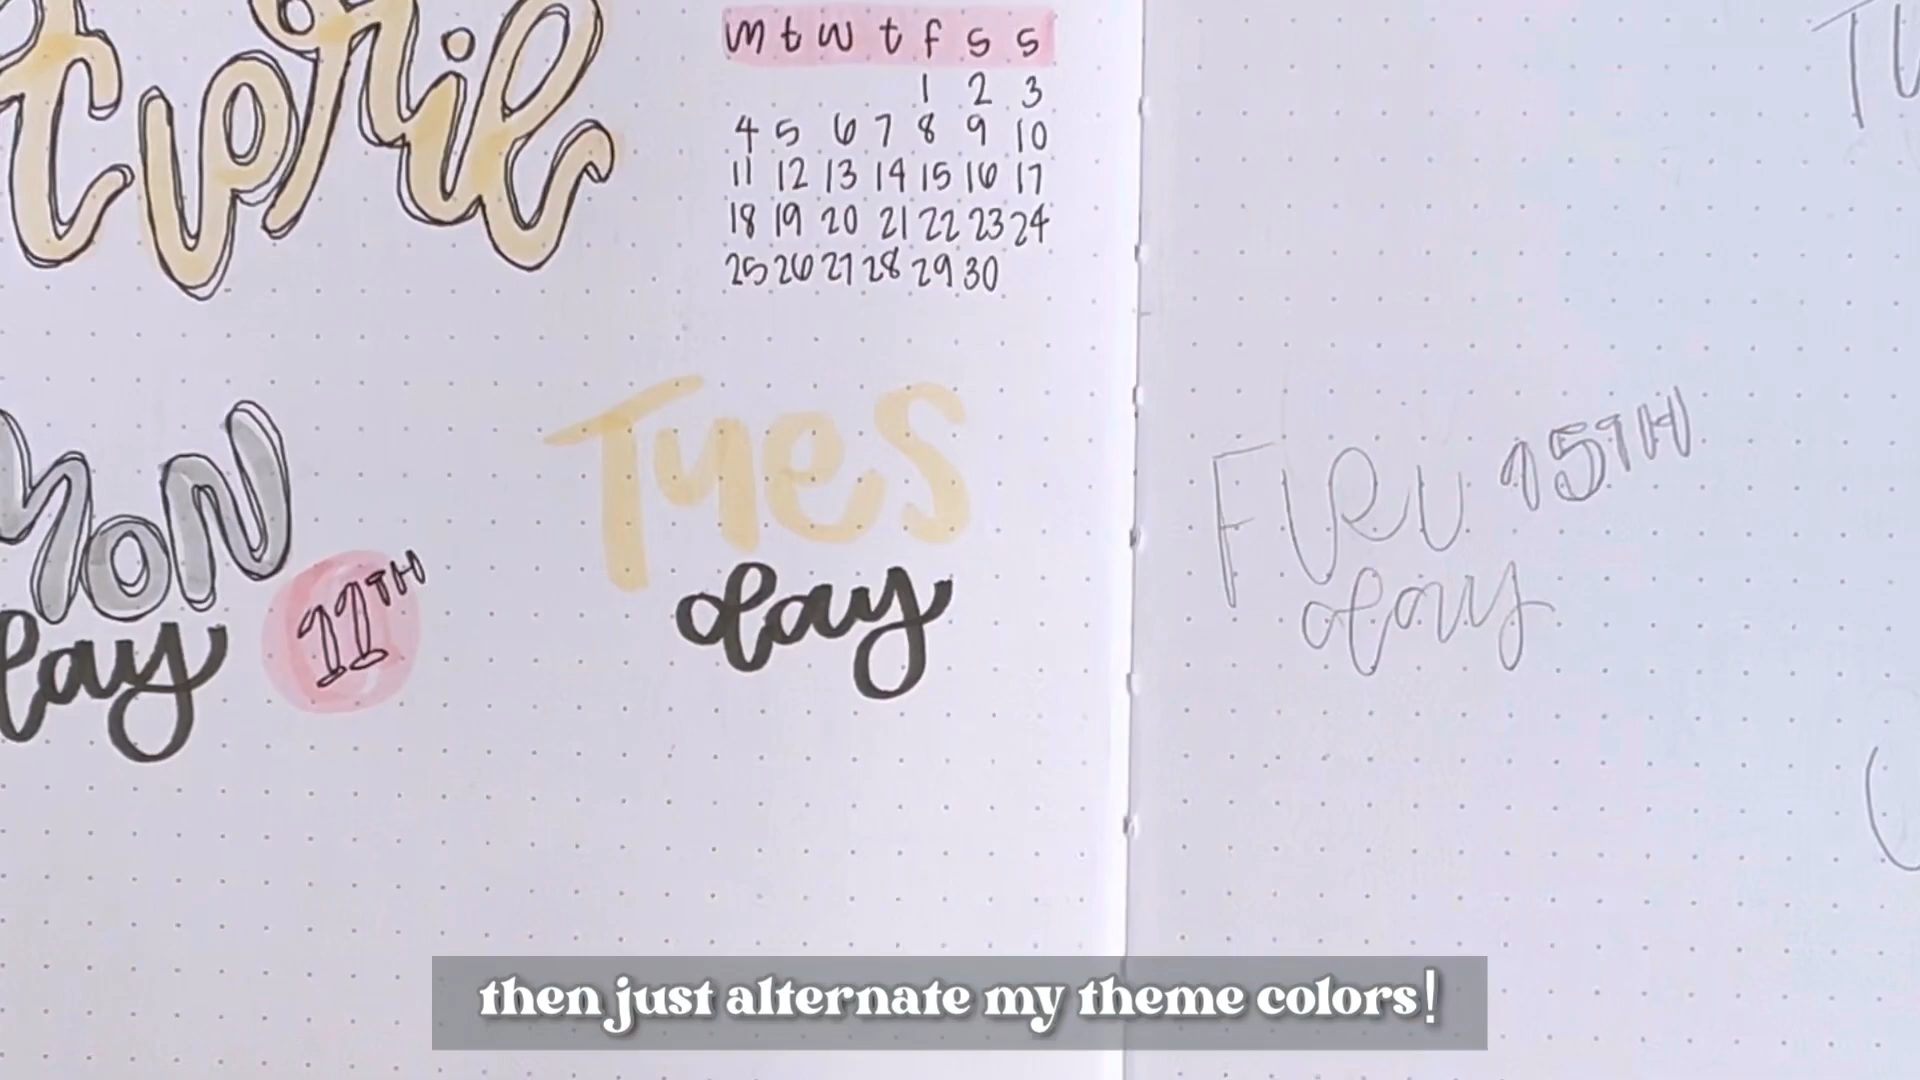 april
m t w t f s s
1 2 3
4 5 6 7 8 9 10
11 12 13 14 15 16 17
18 19 20 21 22 23 24
25 26 27 28 29 30
MON
day
11TH
Tues
day
FRI 15TH
day
TU
then just alternate my theme colors!